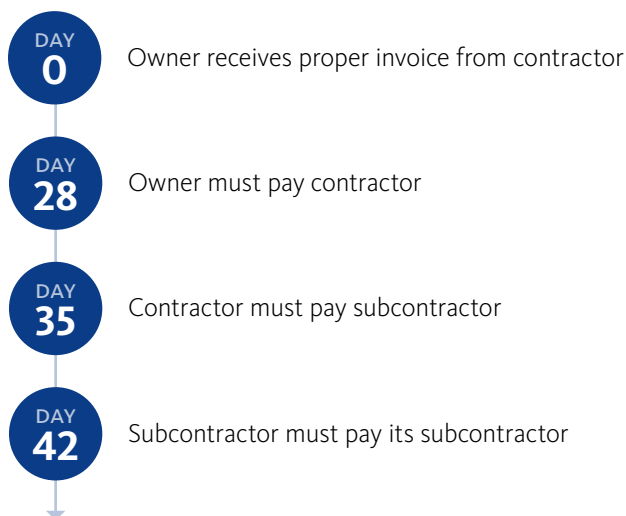 DAY
0
Owner receives proper invoice from contractor
DAY
28
Owner must pay contractor
DAY
35
Contractor must pay subcontractor
DAY
42
Subcontractor must pay its subcontractor